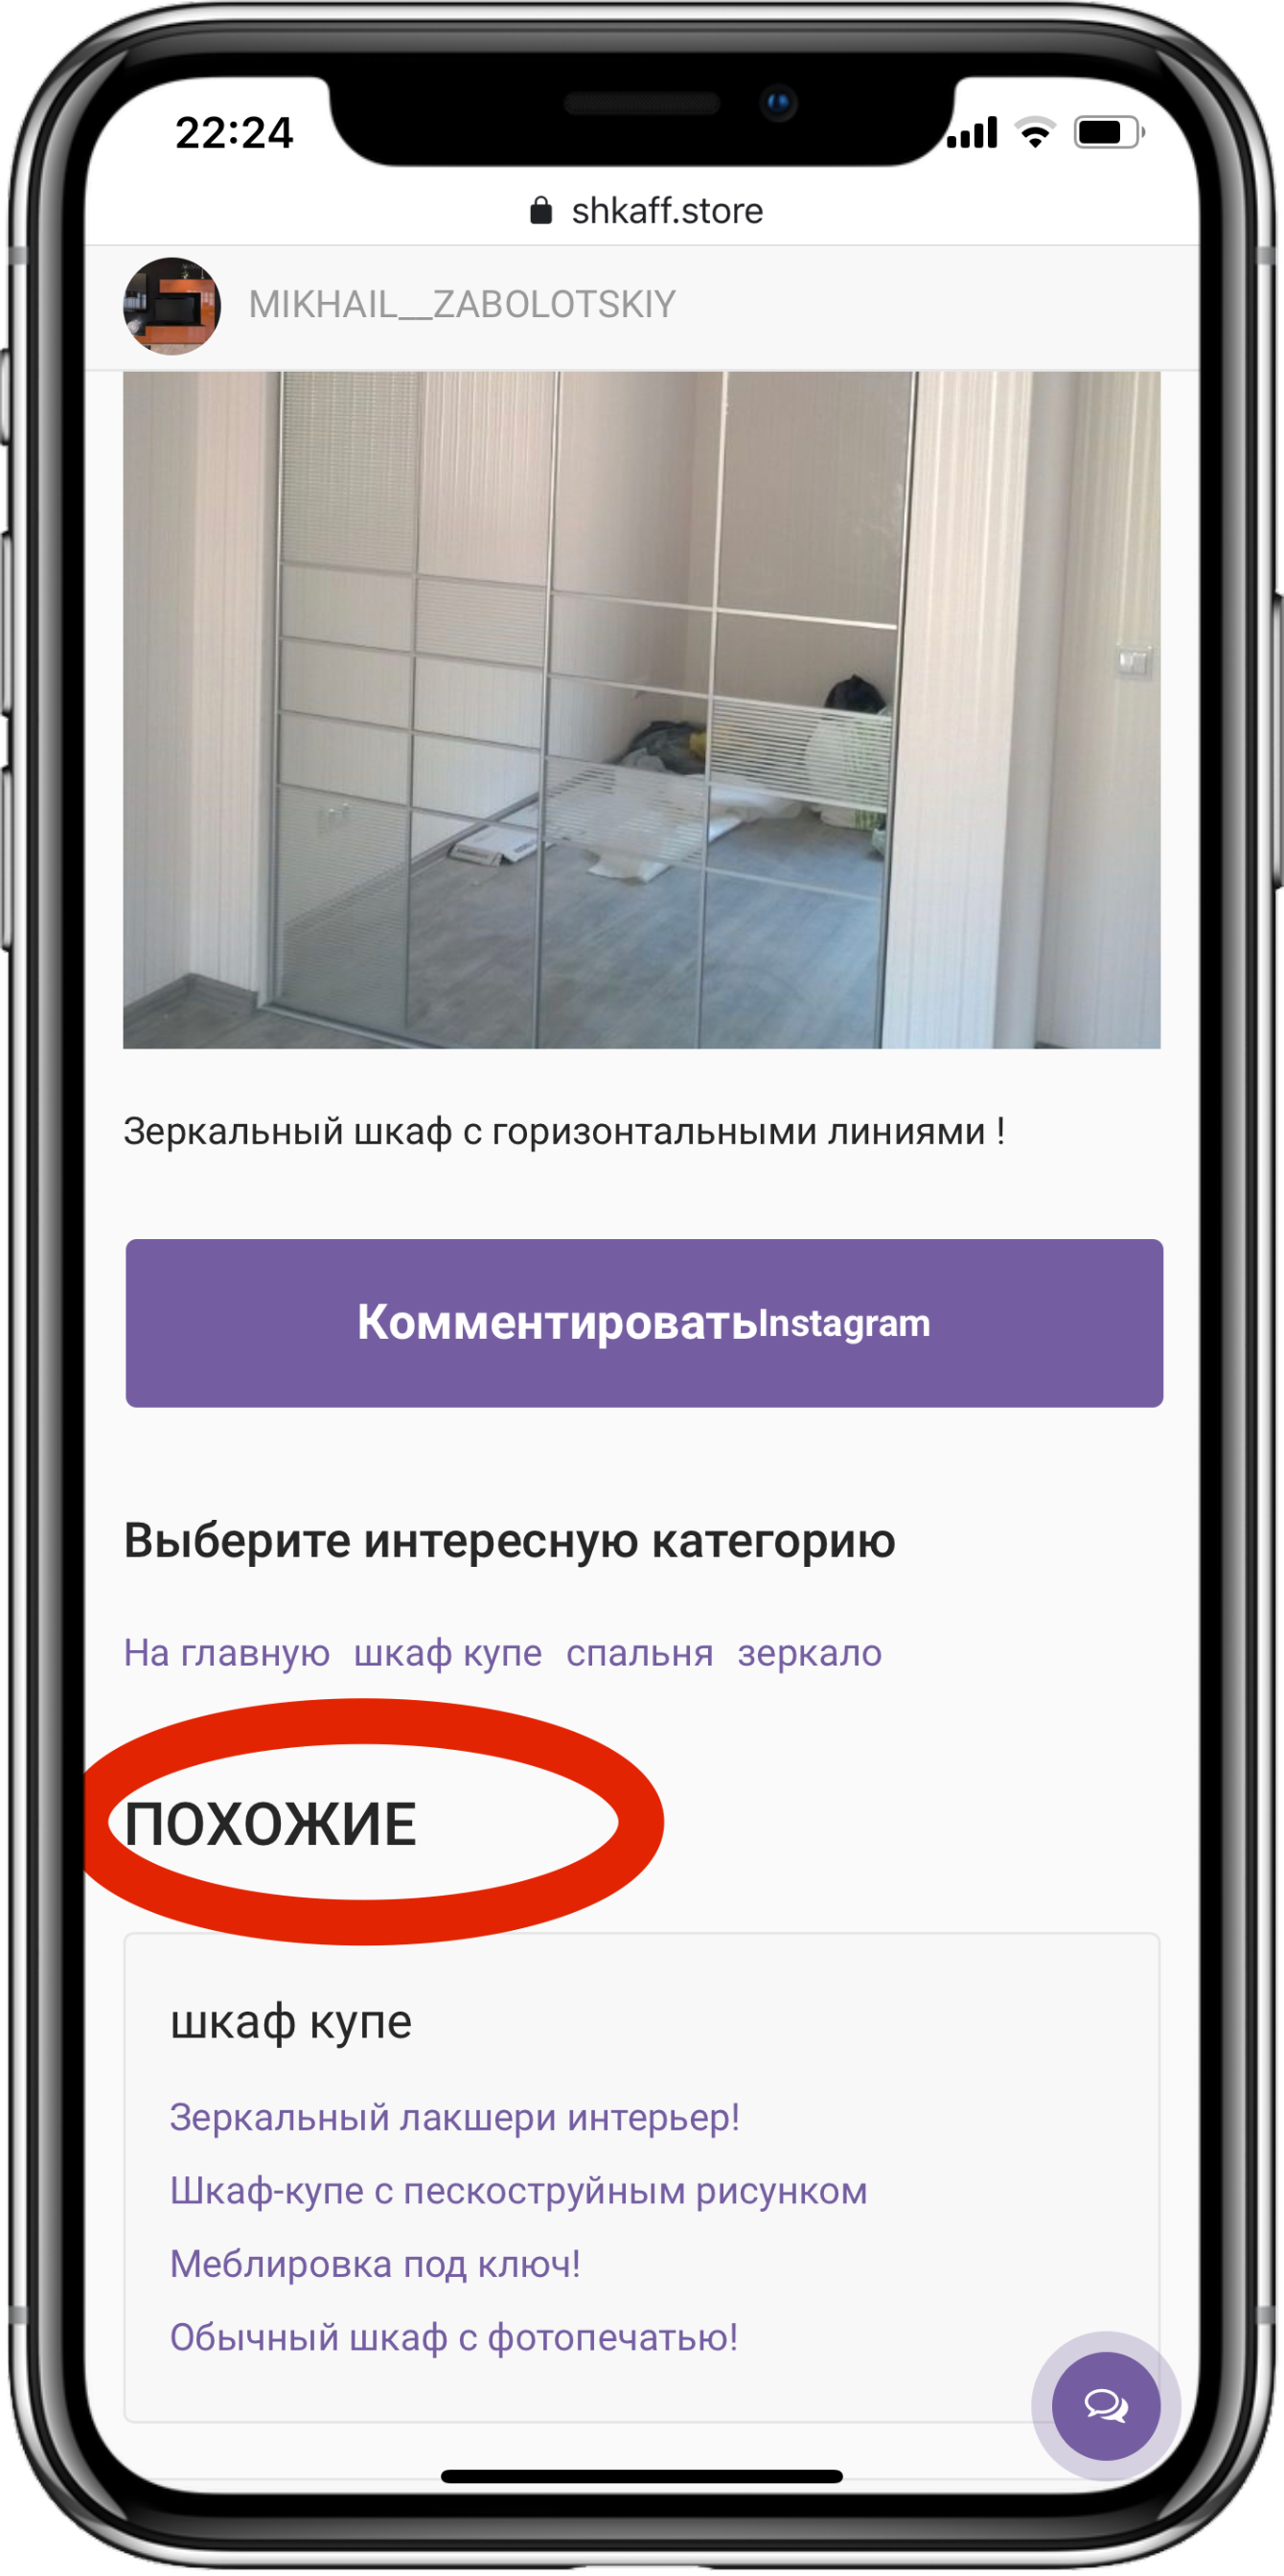 22:24
shkaff.store
MIKHAIL__ZABOLOTSKIY
Зеркальный шкаф с горизонтальными линиями !
КомментироватьInstagram
Выберите интересную категорию
На главную шкаф купе спальня зеркало
ПОХОЖИЕ
шкаф купе
Зеркальный лакшери интерьер!
Шкаф-купе с пескоструйным рисунком
Меблировка под ключ!
Обычный шкаф с фотопечатью!